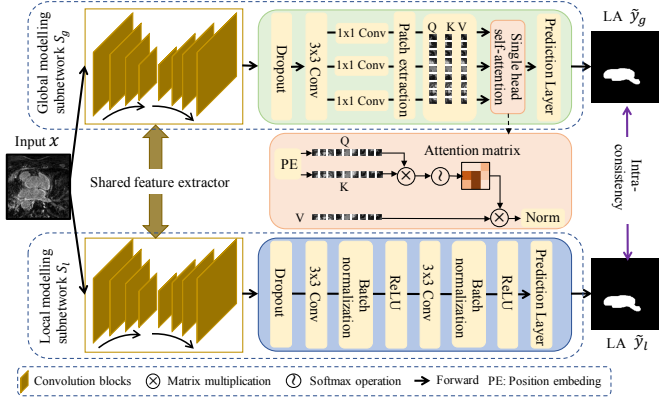 Global modelling
subnetwork S_g
Dropout
3x3 Conv
1x1 Conv
1x1 Conv
1x1 Conv
Patch extraction
Q K V
Single head
self-attention
Prediction Layer
LA ỹ_g
Input x
Shared feature extractor
PE
Q
K
V
Attention matrix
Norm
Intra-
consistency
Local modelling
subnetwork S_l
Dropout
3x3 Conv
Batch
normalization
ReLU
3x3 Conv
Batch
normalization
ReLU
Prediction Layer
LA ỹ_l
Convolution blocks
Matrix multiplication
Softmax operation
Forward
PE: Position embeding